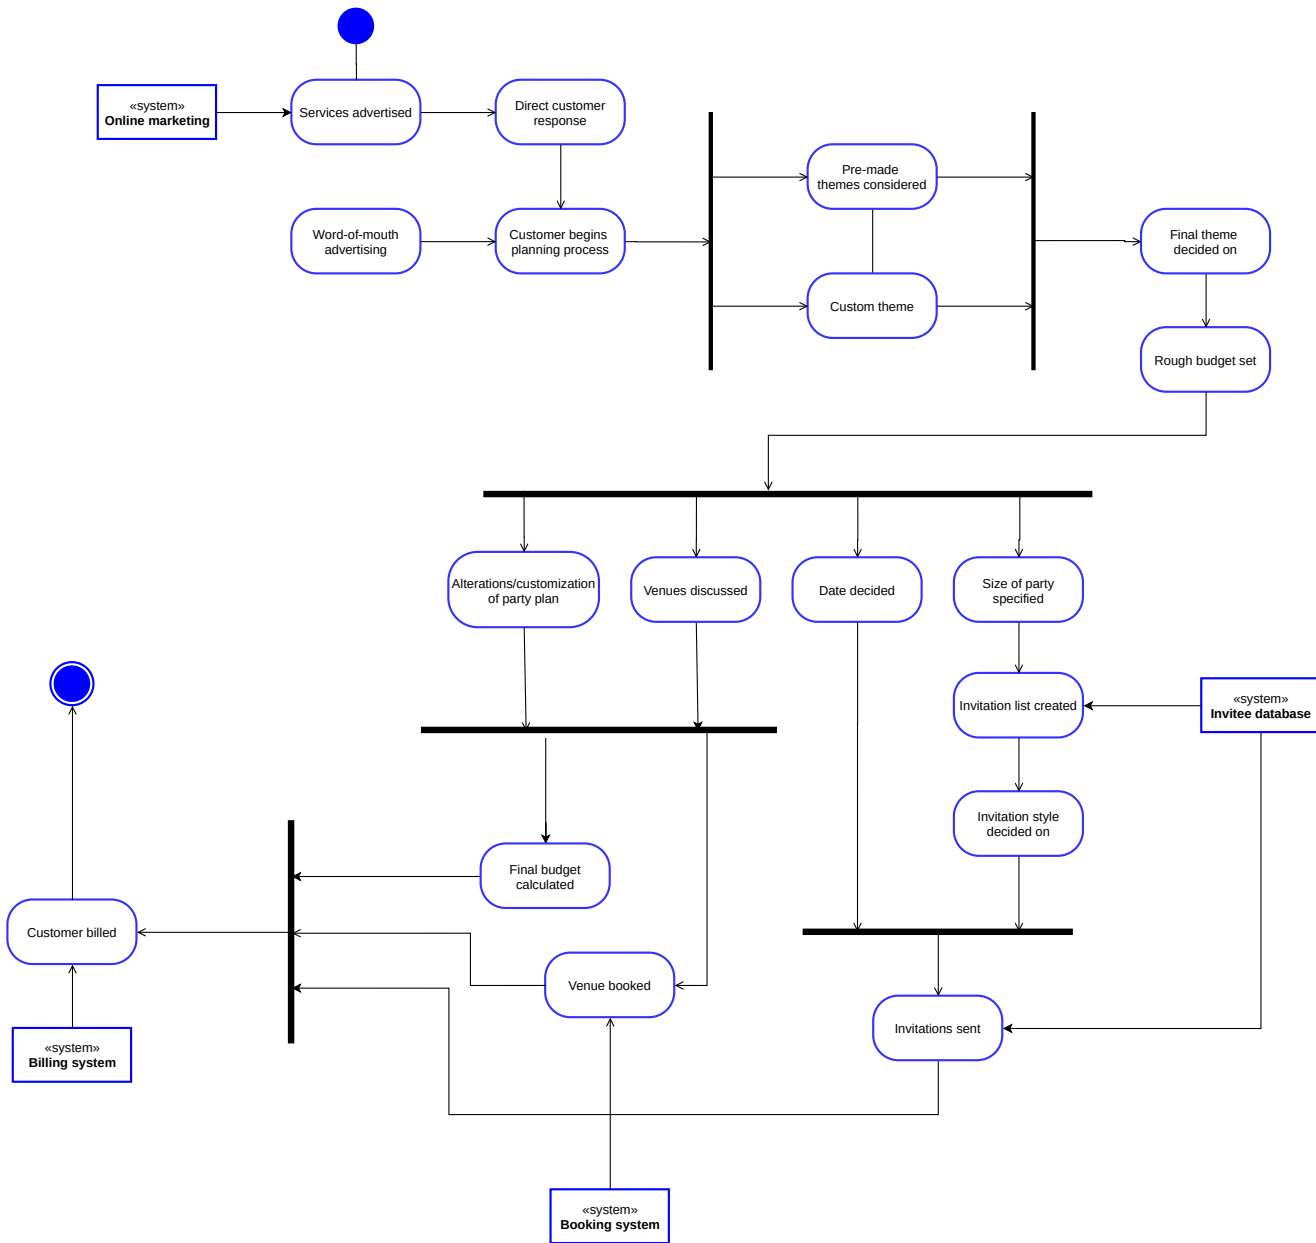 «system»
Online marketing
Services advertised
Direct customer
response
Word-of-mouth
advertising
Customer begins
planning process
Pre-made
themes considered
Custom theme
Final theme
decided on
Rough budget set
Alterations/customization
of party plan
Venues discussed
Date decided
Size of party
specified
Invitation list created
«system»
Invitee database
Invitation style
decided on
Final budget
calculated
Customer billed
Venue booked
Invitations sent
«system»
Billing system
«system»
Booking system